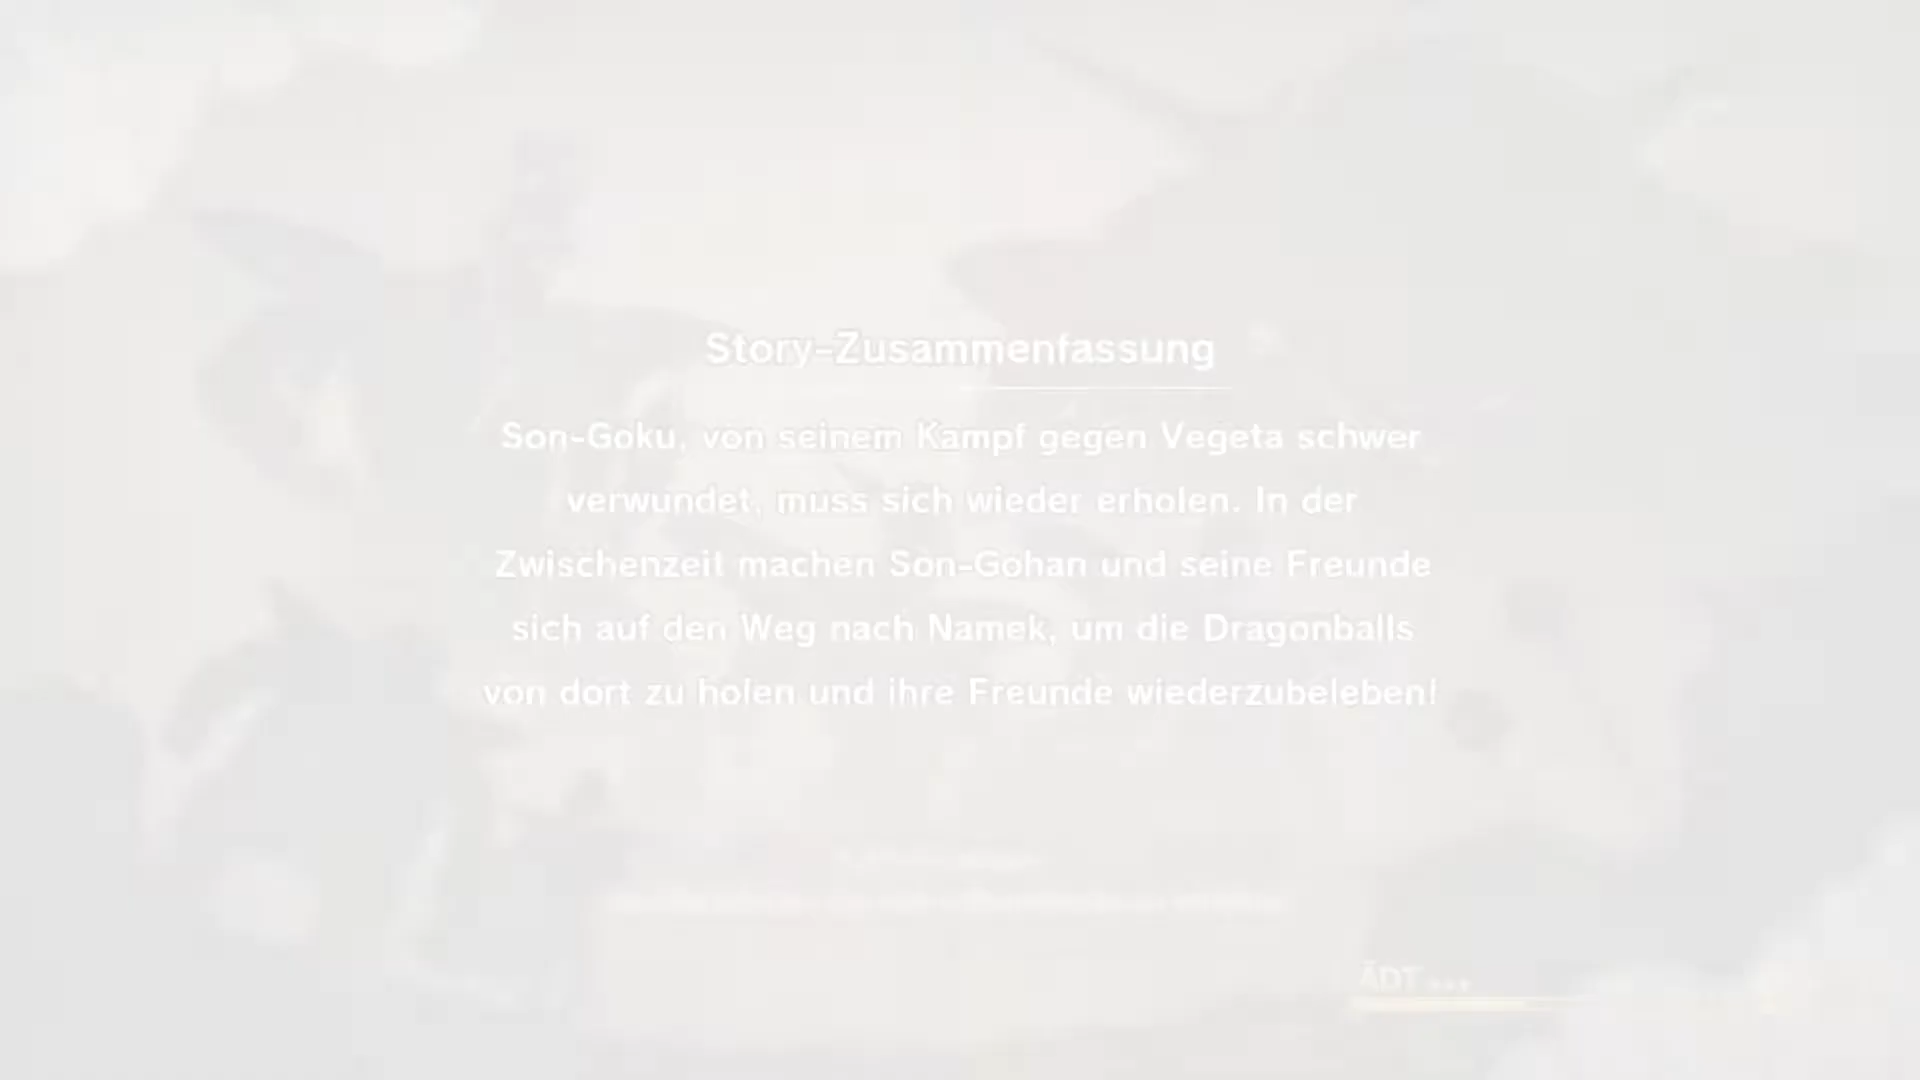 Story-Zusammenfassung
Son-Goku, von seinem Kampf gegen Vegeta schwer
verwundet, muss sich wieder erholen. In der
Zwischenzeit machen Son-Gohan und seine Freunde
sich auf den Weg nach Namek, um die Dragonballs
von dort zu holen und ihre Freunde wiederzubeleben!
ÄDT...